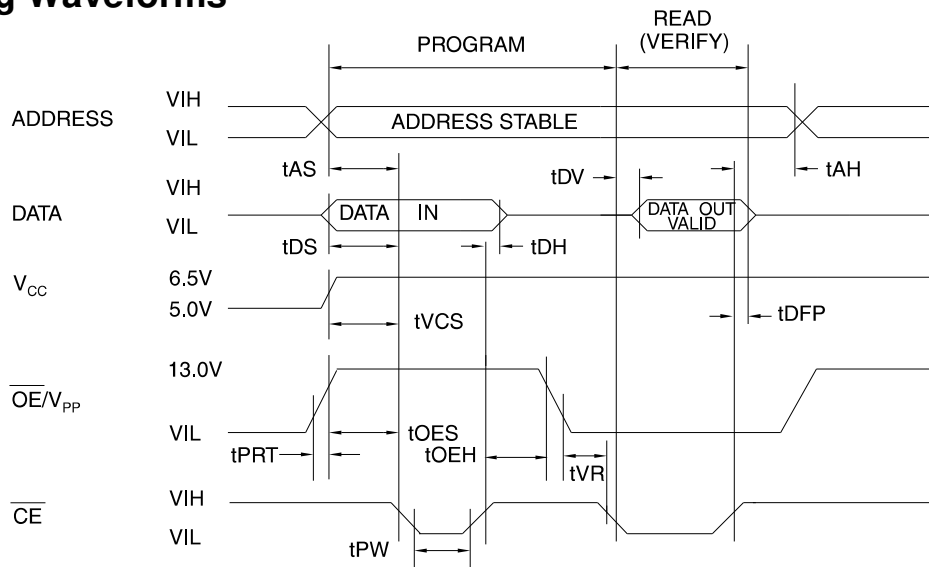 g Waveforms
READ
(VERIFY)
PROGRAM
ADDRESS
VIH
VIL
ADDRESS STABLE
tAS
tDV
tAH
DATA
VIH
VIL
DATA IN
DATA OUT
VALID
tDS
tDH
VCC
6.5V
5.0V
tVCS
tDFP
OE/VPP
13.0V
VIL
tPRT
tOES
tOEH
tVR
CE
VIH
VIL
tPW